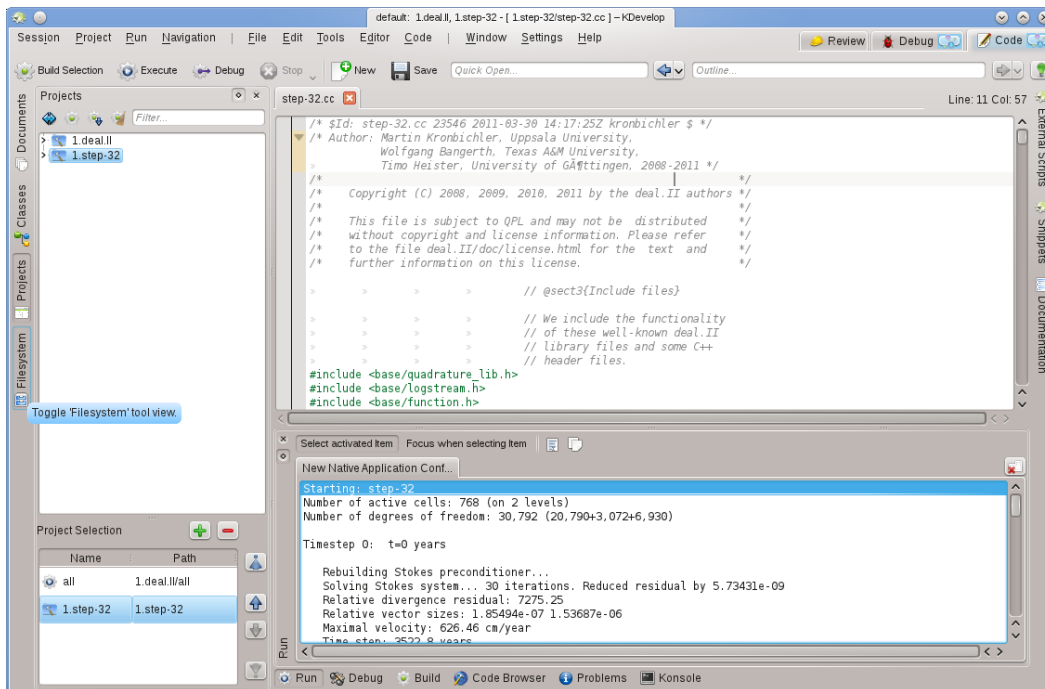 default: 1.deal.II, 1.step-32 - [ 1.step-32/step-32.cc ] – KDevelop
Session Project Run Navigation | File Edit Tools Editor Code | Window Settings Help
Review Debug Code
Build Selection Execute Debug Stop New Save Quick Open... Outline...
Documents
Classes
Projects
Filesystem
Projects
Filter...
1.deal.II
1.step-32
Toggle 'Filesystem' tool view.
Project Selection
Name Path
all 1.deal.II/all
1.step-32 1.step-32
step-32.cc
Line: 11 Col: 57
/* $Id: step-32.cc 23546 2011-03-30 14:17:25Z kronbichler $ */
/* Author: Martin Kronbichler, Uppsala University,
Wolfgang Bangerth, Texas A&M University,
» Timo Heister, University of GÃ¶ttingen, 2008-2011 */
/* */
/* Copyright (C) 2008, 2009, 2010, 2011 by the deal.II authors */
/* */
/* This file is subject to QPL and may not be distributed */
/* without copyright and license information. Please refer */
/* to the file deal.II/doc/license.html for the text and */
/* further information on this license. */
» » » » // @sect3{Include files}
» » » » // We include the functionality
» » » » // of these well-known deal.II
» » » » // library files and some C++
» » » » // header files.
#include <base/quadrature_lib.h>
#include <base/logstream.h>
#include <base/function.h>
External Scripts
Snippets
Documentation
Select activated Item Focus when selecting Item
New Native Application Conf...
Starting: step-32
Number of active cells: 768 (on 2 levels)
Number of degrees of freedom: 30,792 (20,790+3,072+6,930)
Timestep 0: t=0 years
Rebuilding Stokes preconditioner...
Solving Stokes system... 30 iterations. Reduced residual by 5.73431e-09
Relative divergence residual: 7275.25
Relative vector sizes: 1.85494e-07 1.53687e-06
Maximal velocity: 626.46 cm/year
Time step: 3522.8 years
Run
Run Debug Build Code Browser Problems Konsole